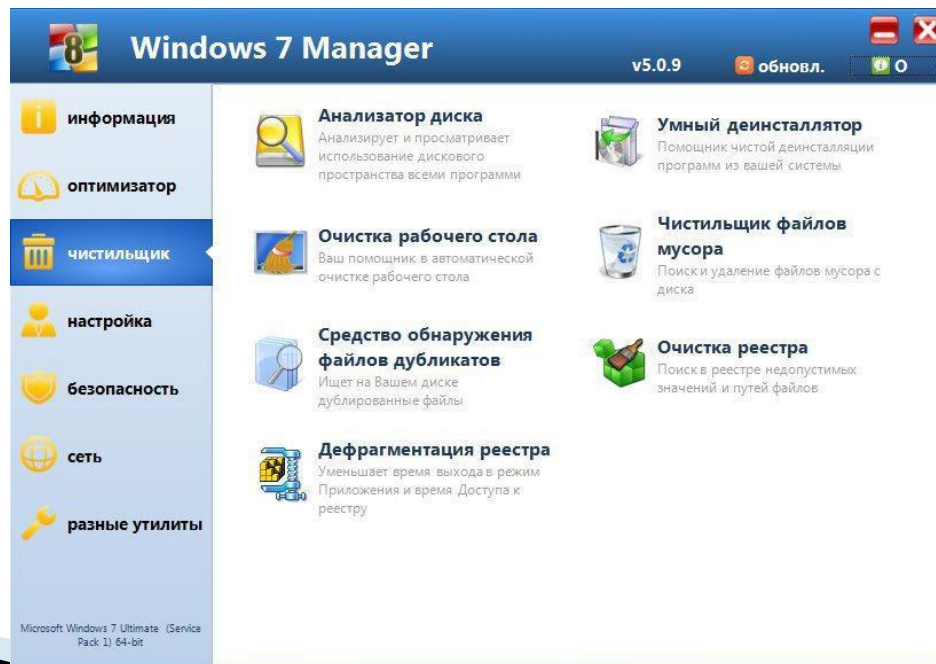 Windows 7 Manager
v5.0.9
обновл.
О
информация
оптимизатор
чистильщик
настройка
безопасность
сеть
разные утилиты
Microsoft Windows 7 Ultimate (Service
Pack 1) 64-bit
Анализатор диска
Анализирует и просматривает
использование дискового
пространства всеми программи
Умный деинсталлятор
Помощник чистой деинсталляции
програм из вашей системы
Очистка рабочего стола
Ваш помощник в автоматической
очистке рабочего стола
Чистильщик файлов
мусора
Поиск и удаление файлов мусора с
диска
Средство обнаружения
файлов дубликатов
Ищет на Вашем диске
дублированные файлы
Очистка реестра
Поиск в реестре недопустимых
значений и путей файлов
Дефрагментация реестра
Уменьшает время выхода в режим
Приложения и время Доступа к
реестру